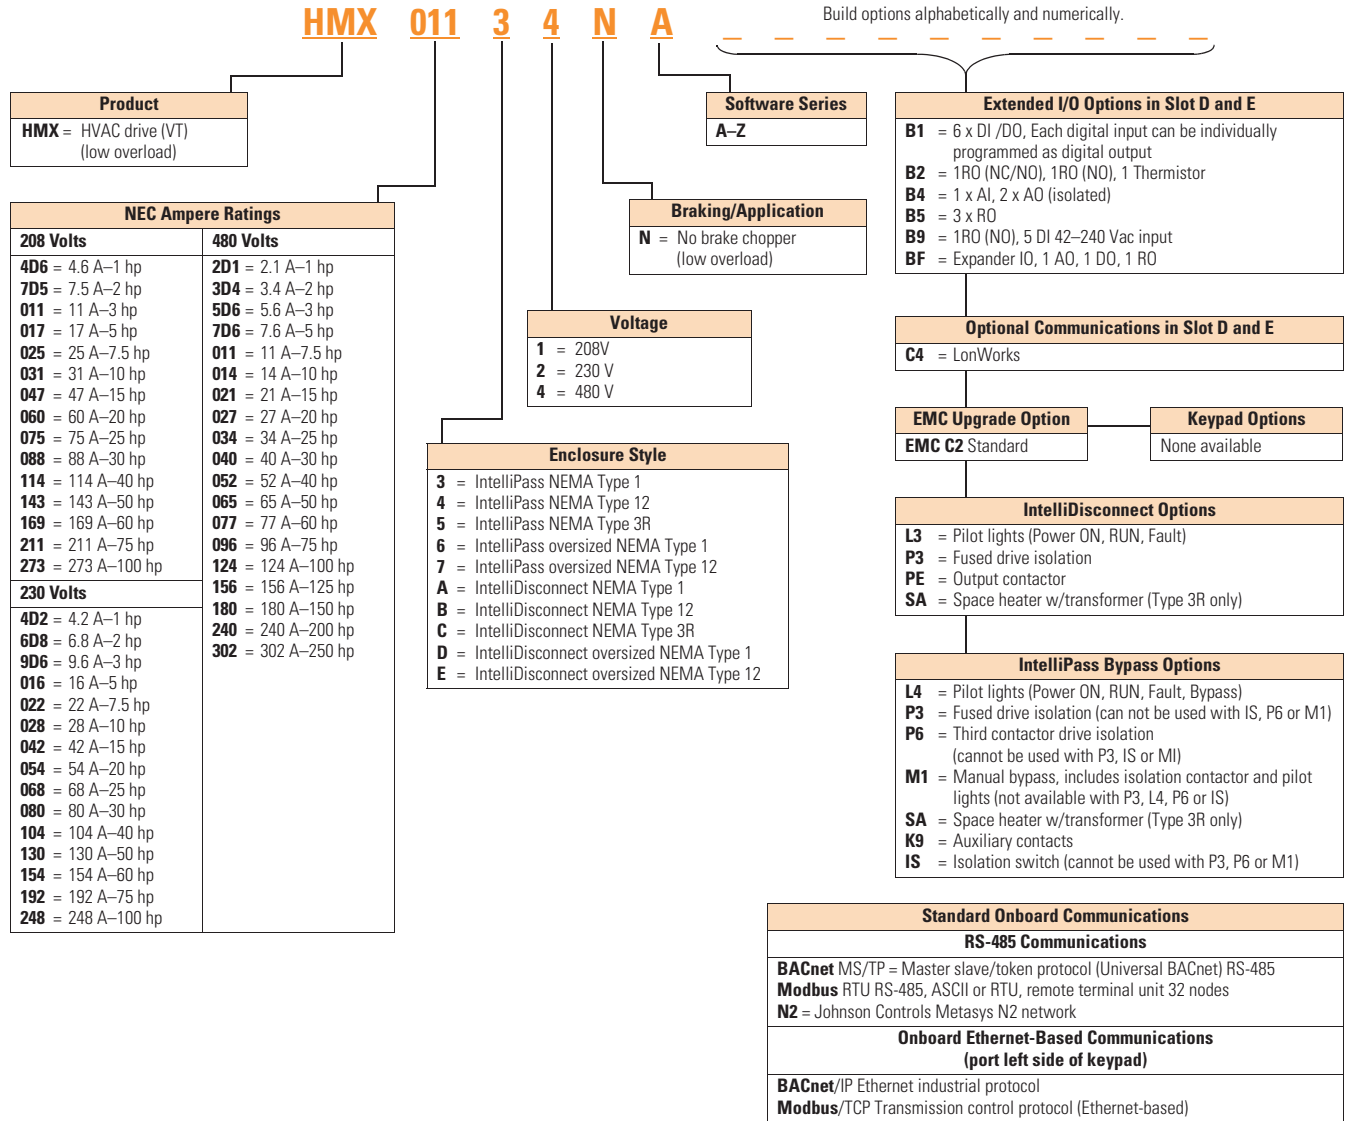 HMX 011 3 4 N A
Build options alphabetically and numerically.
Product
HMX = HVAC drive (VT)
(low overload)
NEC Ampere Ratings
208 Volts
4D6 = 4.6 A–1 hp
7D5 = 7.5 A–2 hp
011 = 11 A–3 hp
017 = 17 A–5 hp
025 = 25 A–7.5 hp
031 = 31 A–10 hp
047 = 47 A–15 hp
060 = 60 A–20 hp
075 = 75 A–25 hp
088 = 88 A–30 hp
114 = 114 A–40 hp
143 = 143 A–50 hp
169 = 169 A–60 hp
211 = 211 A–75 hp
273 = 273 A–100 hp
230 Volts
4D2 = 4.2 A–1 hp
6D8 = 6.8 A–2 hp
9D6 = 9.6 A–3 hp
016 = 16 A–5 hp
022 = 22 A–7.5 hp
028 = 28 A–10 hp
042 = 42 A–15 hp
054 = 54 A–20 hp
068 = 68 A–25 hp
080 = 80 A–30 hp
104 = 104 A–40 hp
130 = 130 A–50 hp
154 = 154 A–60 hp
192 = 192 A–75 hp
248 = 248 A–100 hp
480 Volts
2D1 = 2.1 A–1 hp
3D4 = 3.4 A–2 hp
5D6 = 5.6 A–3 hp
7D6 = 7.6 A–5 hp
011 = 11 A–7.5 hp
014 = 14 A–10 hp
021 = 21 A–15 hp
027 = 27 A–20 hp
034 = 34 A–25 hp
040 = 40 A–30 hp
052 = 52 A–40 hp
065 = 65 A–50 hp
077 = 77 A–60 hp
096 = 96 A–75 hp
124 = 124 A–100 hp
156 = 156 A–125 hp
180 = 180 A–150 hp
240 = 240 A–200 hp
302 = 302 A–250 hp
Enclosure Style
3 = IntelliPass NEMA Type 1
4 = IntelliPass NEMA Type 12
5 = IntelliPass NEMA Type 3R
6 = IntelliPass oversized NEMA Type 1
7 = IntelliPass oversized NEMA Type 12
A = IntelliDisconnect NEMA Type 1
B = IntelliDisconnect NEMA Type 12
C = IntelliDisconnect NEMA Type 3R
D = IntelliDisconnect oversized NEMA Type 1
E = IntelliDisconnect oversized NEMA Type 12
Voltage
1 = 208V
2 = 230 V
4 = 480 V
Braking/Application
N = No brake chopper
(low overload)
Software Series
A–Z
Extended I/O Options in Slot D and E
B1 = 6 x DI /DO, Each digital input can be individually
programmed as digital output
B2 = 1RO (NC/NO), 1RO (NO), 1 Thermistor
B4 = 1 x AI, 2 x AO (isolated)
B5 = 3 x RO
B9 = 1RO (NO), 5 DI 42–240 Vac input
BF = Expander IO, 1 AO, 1 DO, 1 RO
Optional Communications in Slot D and E
C4 = LonWorks
EMC Upgrade Option
EMC C2 Standard
Keypad Options
None available
IntelliDisconnect Options
L3 = Pilot lights (Power ON, RUN, Fault)
P3 = Fused drive isolation
PE = Output contactor
SA = Space heater w/transformer (Type 3R only)
IntelliPass Bypass Options
L4 = Pilot lights (Power ON, RUN, Fault, Bypass)
P3 = Fused drive isolation (can not be used with IS, P6 or M1)
P6 = Third contactor drive isolation
(cannot be used with P3, IS or MI)
M1 = Manual bypass, includes isolation contactor and pilot
lights (not available with P3, L4, P6 or IS)
SA = Space heater w/transformer (Type 3R only)
K9 = Auxiliary contacts
IS = Isolation switch (cannot be used with P3, P6 or M1)
Standard Onboard Communications
RS-485 Communications
BACnet MS/TP = Master slave/token protocol (Universal BACnet) RS-485
Modbus RTU RS-485, ASCII or RTU, remote terminal unit 32 nodes
N2 = Johnson Controls Metasys N2 network
Onboard Ethernet-Based Communications
(port left side of keypad)
BACnet/IP Ethernet industrial protocol
Modbus/TCP Transmission control protocol (Ethernet-based)